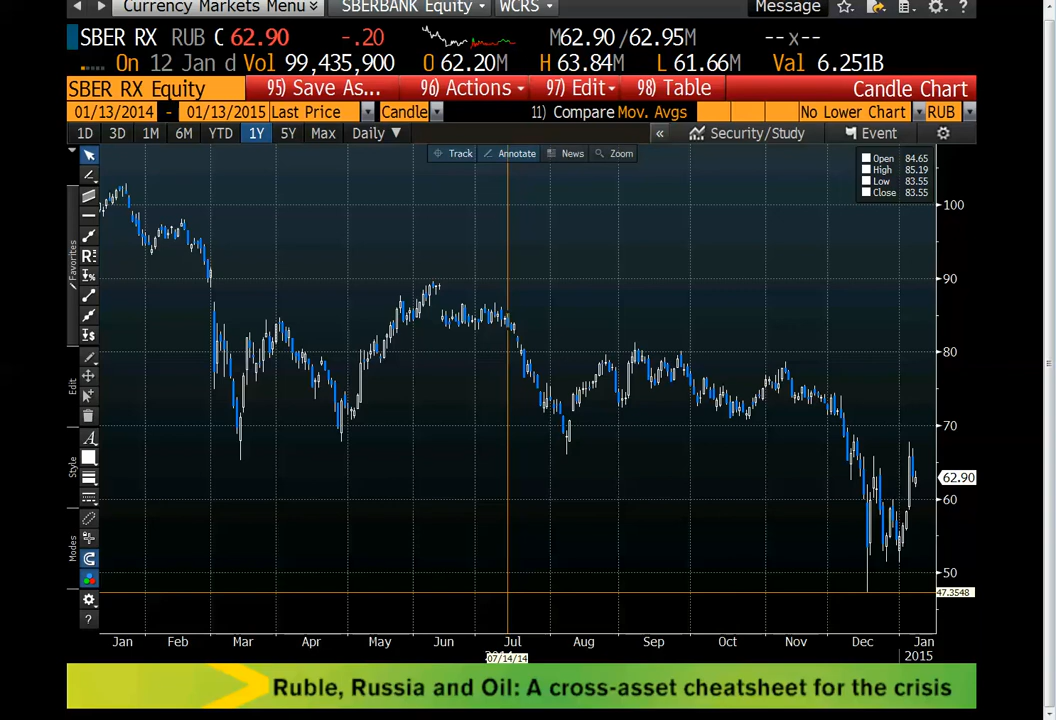 Currency Markets Menu SBERBANK Equity WCRS Message ?
SBER RX RUB C 62.90 -.20 M62.90 /62.95M -- x --
On 12 Jan d Vol 99,435,900 O 62.20M H 63.84M L 61.66M Val 6.251B
SBER RX Equity 95) Save As... 96) Actions 97) Edit 98) Table Candle Chart
01/13/2014 - 01/13/2015 Last Price Candle 11) Compare Mov. Avgs No Lower Chart RUB
1D 3D 1M 6M YTD 1Y 5Y Max Daily ▼ « Security/Study Event
Track Annotate News Zoom
Open 84.65
High 85.19
Low 83.55
Close 83.55
Favorites
Edit
Style
Modes
100
90
80
70
62.90
60
50
47.3548
Jan Feb Mar Apr May Jun Jul Aug Sep Oct Nov Dec Jan
07/14/14 2015
Ruble, Russia and Oil: A cross-asset cheatsheet for the crisis